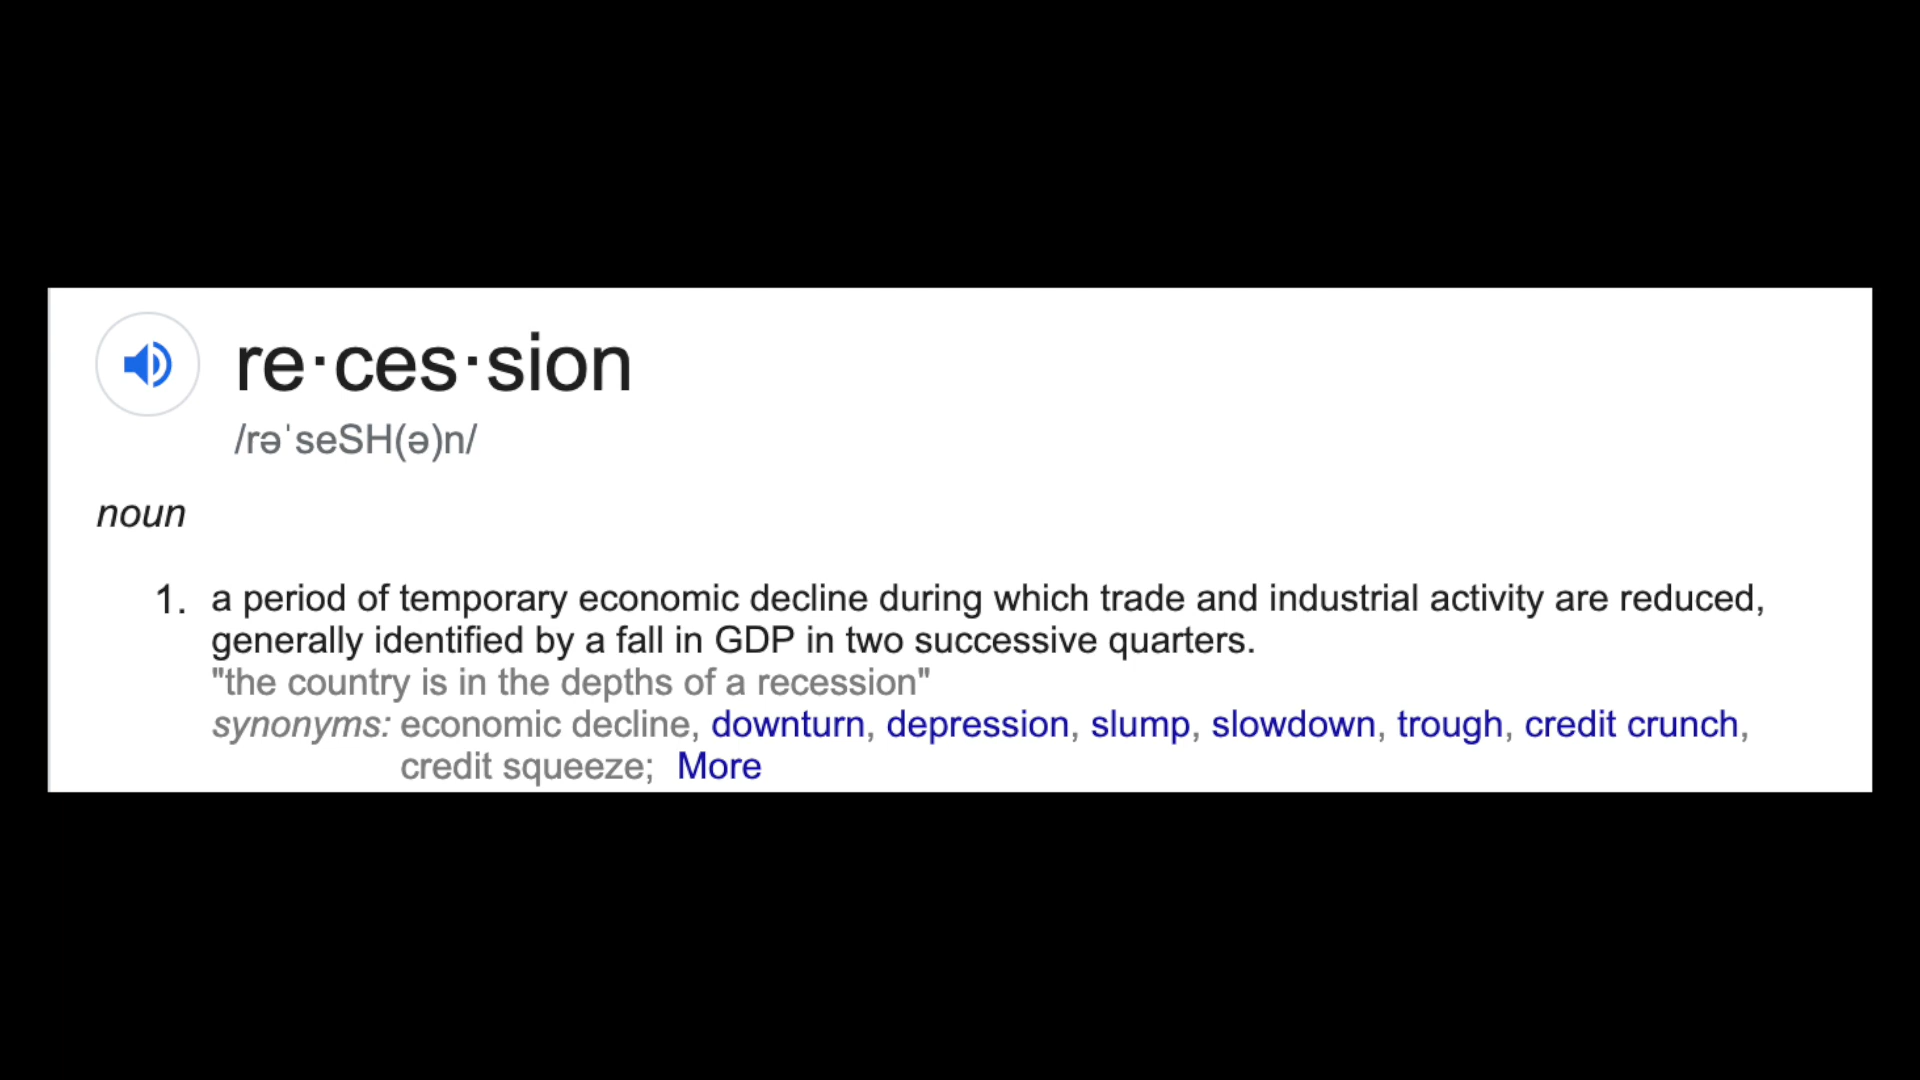 re·ces·sion
/rəˈseSH(ə)n/
noun
1. a period of temporary economic decline during which trade and industrial activity are reduced,
generally identified by a fall in GDP in two successive quarters.
"the country is in the depths of a recession"
synonyms: economic decline, downturn, depression, slump, slowdown, trough, credit crunch,
credit squeeze; More